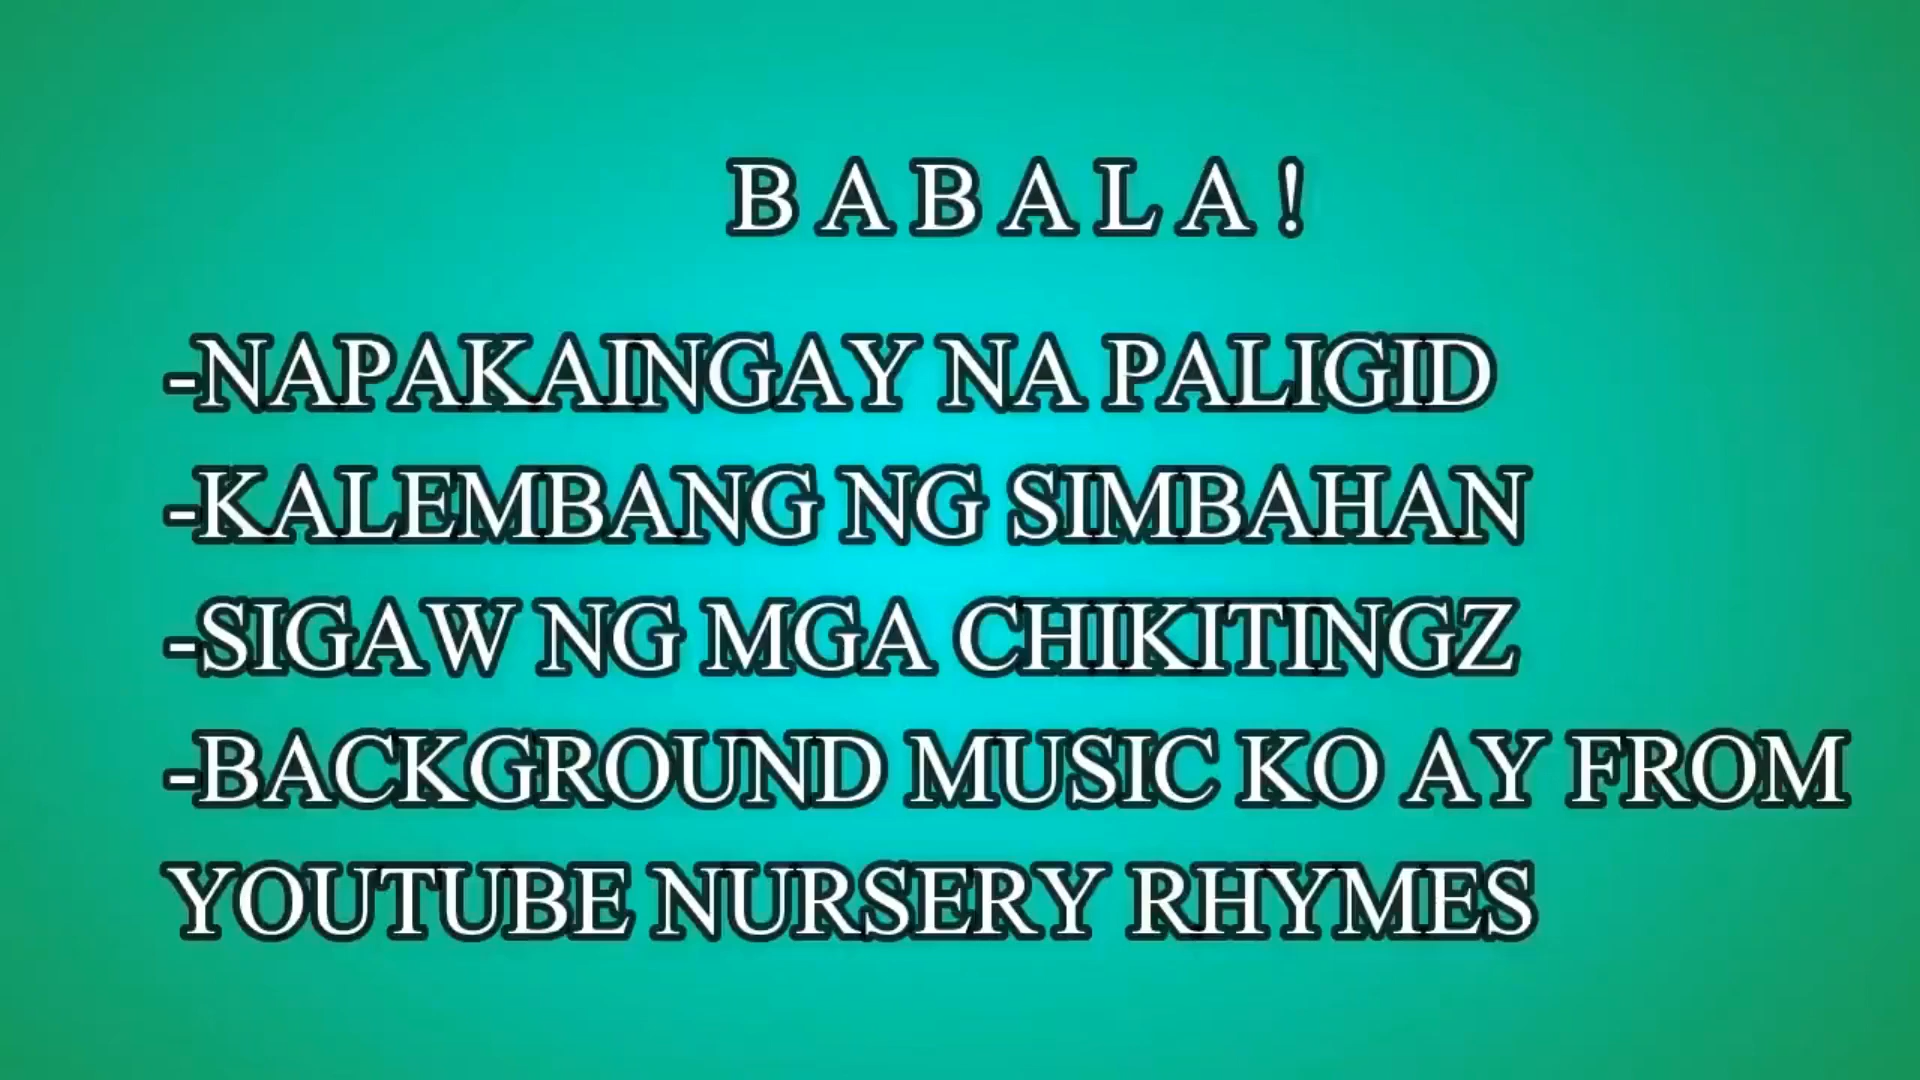 B A B A L A !
-NAPAKAINGAY NA PALIGID
-KALEMBANG NG SIMBAHAN
-SIGAW NG MGA CHIKITINGZ
-BACKGROUND MUSIC KO AY FROM
YOUTUBE NURSERY RHYMES